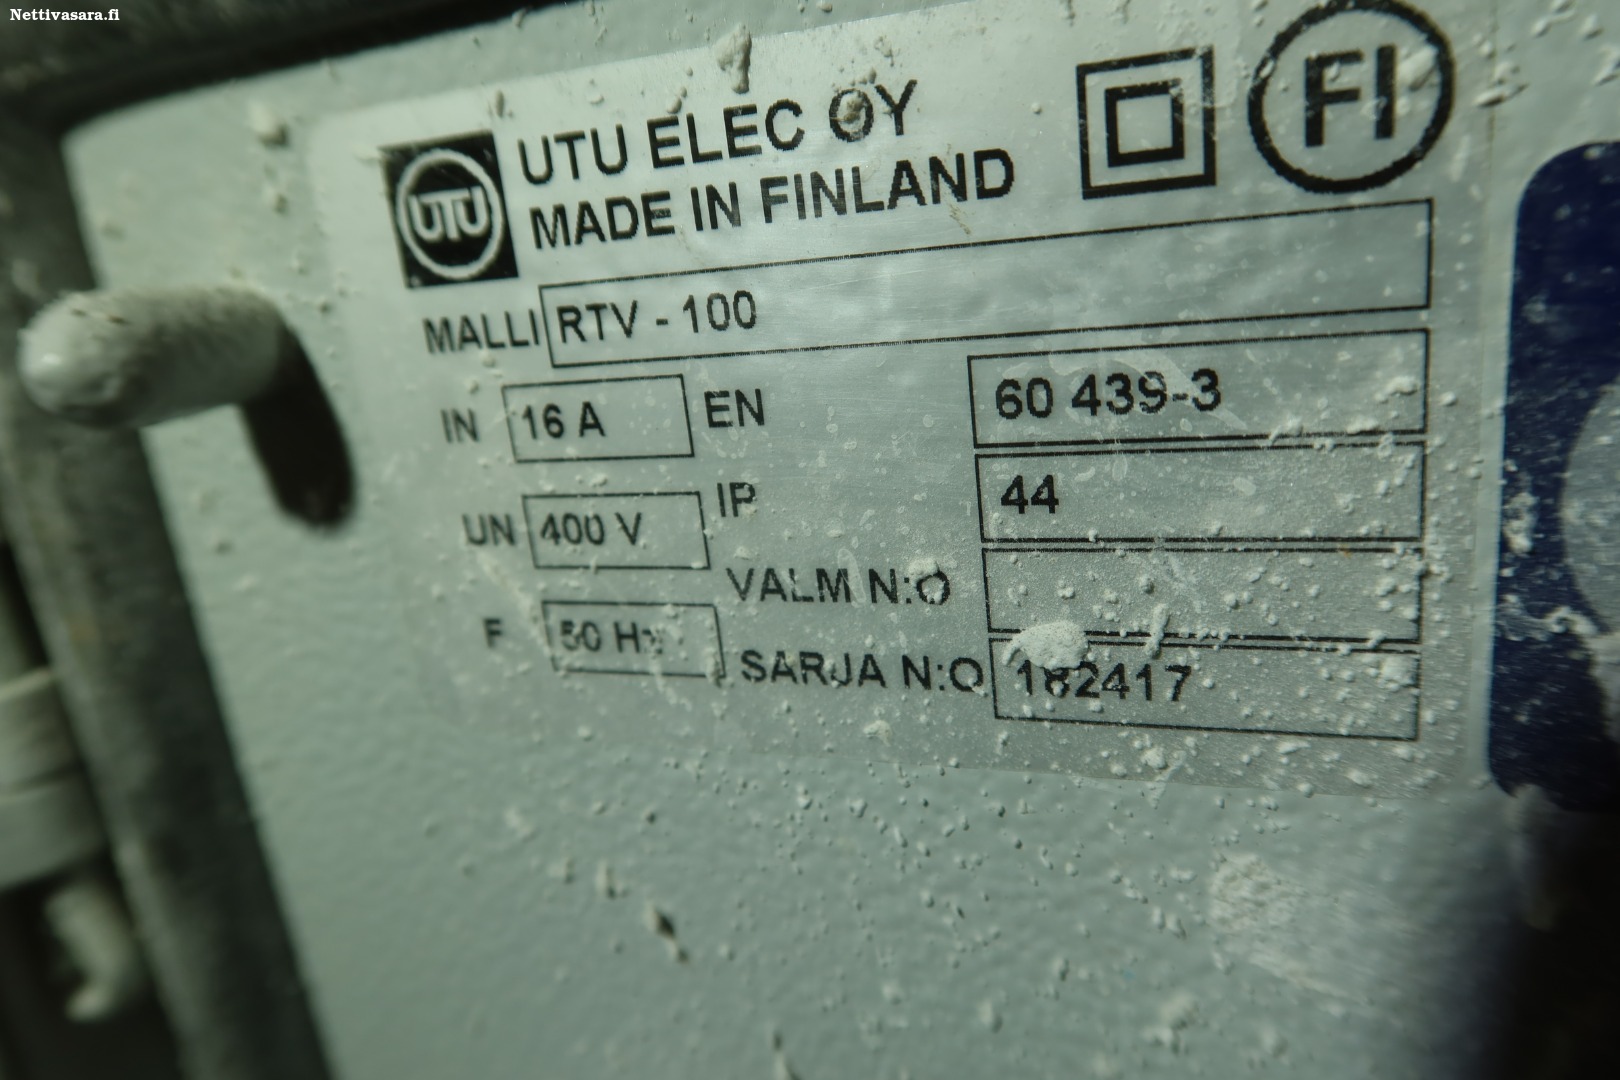 Nettivasara.fi
UTU ELEC OY
MADE IN FINLAND
UTU
FI
MALLI RTV - 100
IN 16 A EN 60 439-3
UN 400 V IP 44
F 50 Hz VALM N:O
SARJA N:O 182417